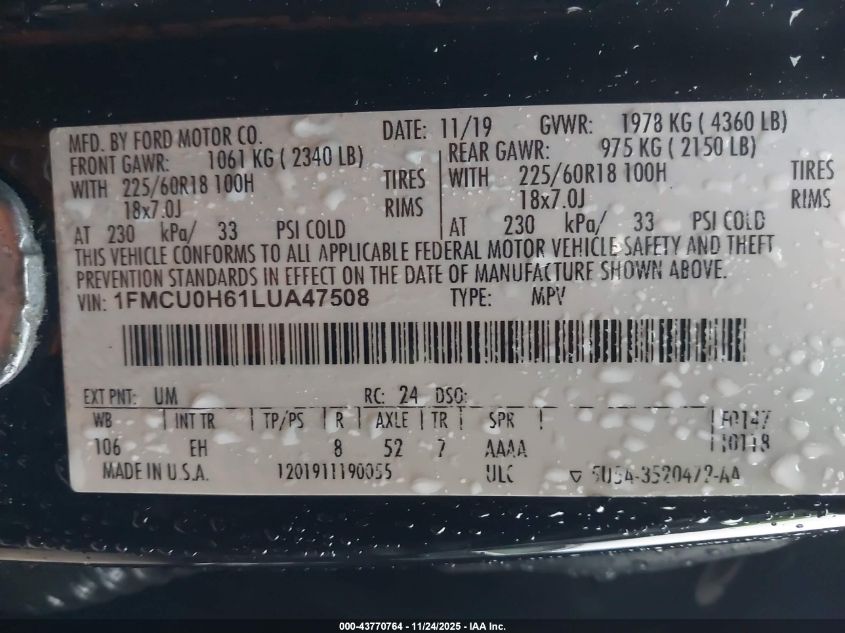 MFD. BY FORD MOTOR CO. DATE: 11/19 GVWR: 1978 KG ( 4360 LB)
FRONT GAWR: 1061 KG ( 2340 LB) REAR GAWR: 975 KG ( 2150 LB)
WITH 225/60R18 100H TIRES WITH 225/60R18 100H TIRES
18x7.0J RIMS 18x7.0J RIMS
AT 230 kPa/ 33 PSI COLD AT 230 kPa/ 33 PSI COLD
THIS VEHICLE CONFORMS TO ALL APPLICABLE FEDERAL MOTOR VEHICLE SAFETY AND THEFT
PREVENTION STANDARDS IN EFFECT ON THE DATE OF MANUFACTURE SHOWN ABOVE.
VIN: 1FMCU0H61LUA47508 TYPE: MPV
EXT PNT: UM RC: 24 DSO:
WB INT TR TP/PS R AXLE TR SPR
106 EH 8 52 AAAA
MADE IN U.S.A. 1201911190055 ULC
000-43770764 - 11/24/2025 - IAA Inc.